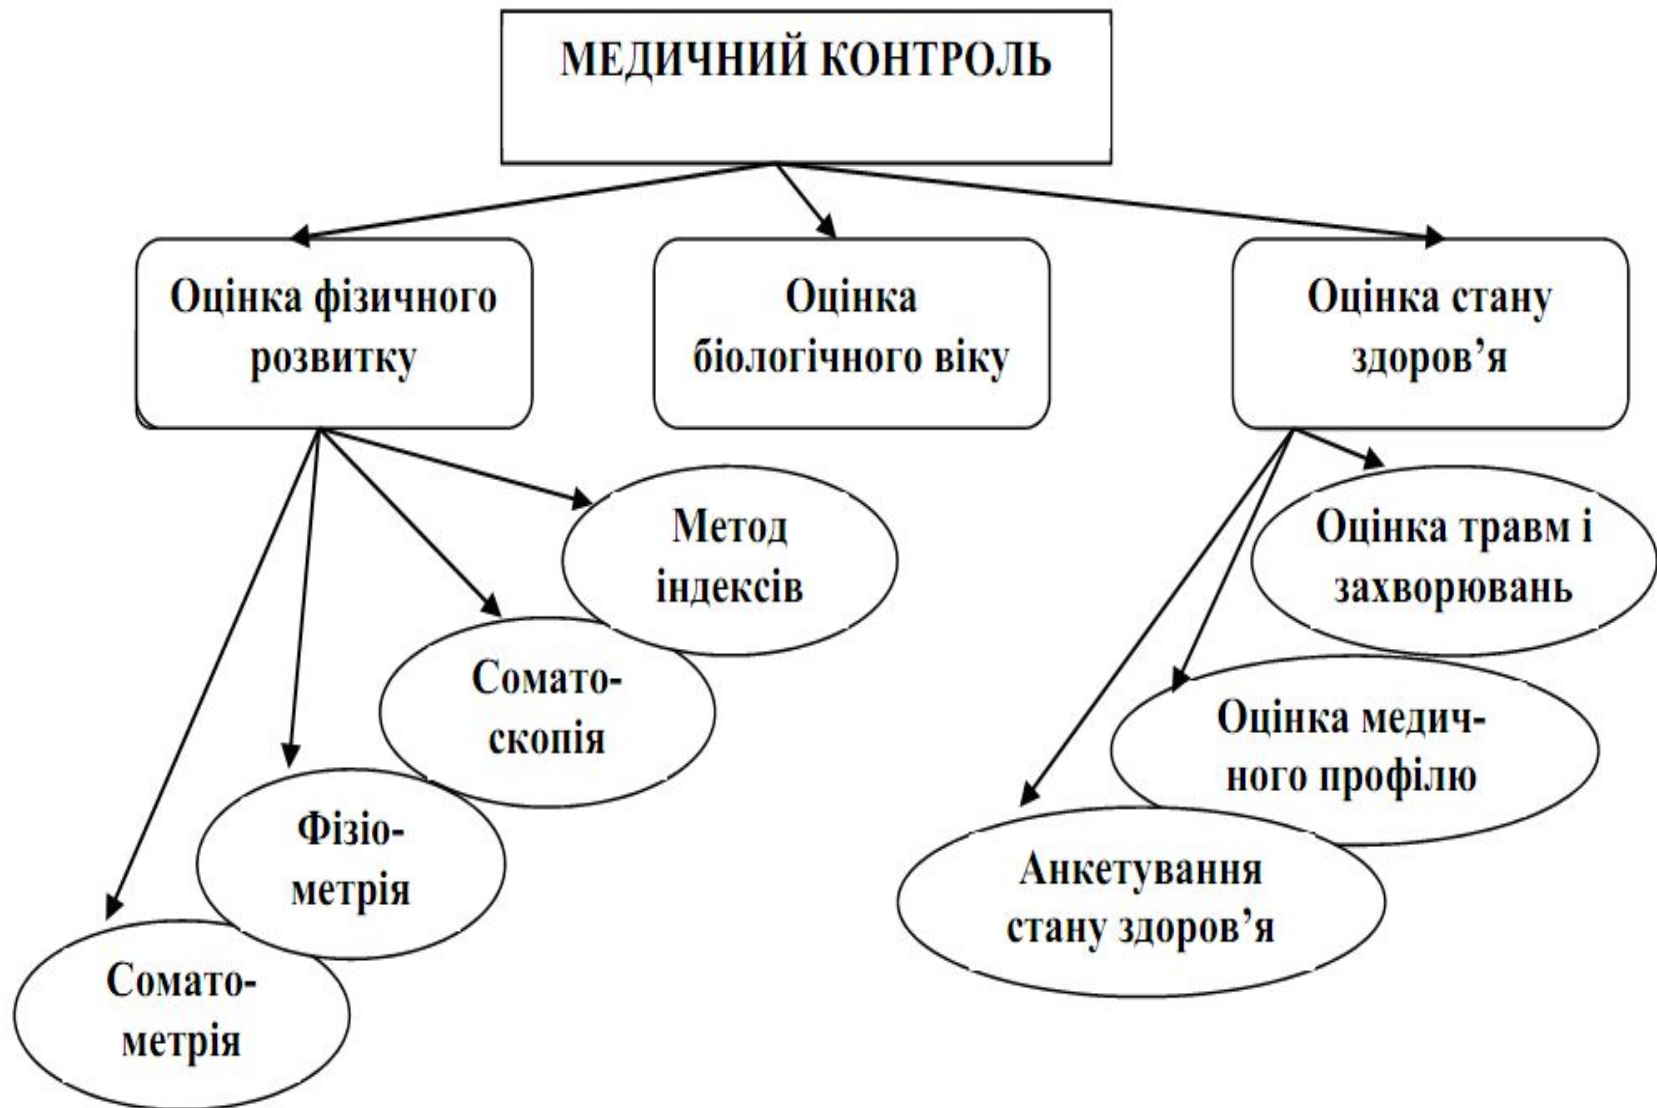 МЕДИЧНИЙ КОНТРОЛЬ
Оцінка фізичного
розвитку
Оцінка
біологічного віку
Оцінка стану
здоров’я
Метод
індексів
Сомато-
скопія
Фізіо-
метрія
Сомато-
метрія
Оцінка травм і
захворювань
Оцінка медич-
ного профілю
Анкетування
стану здоров’я